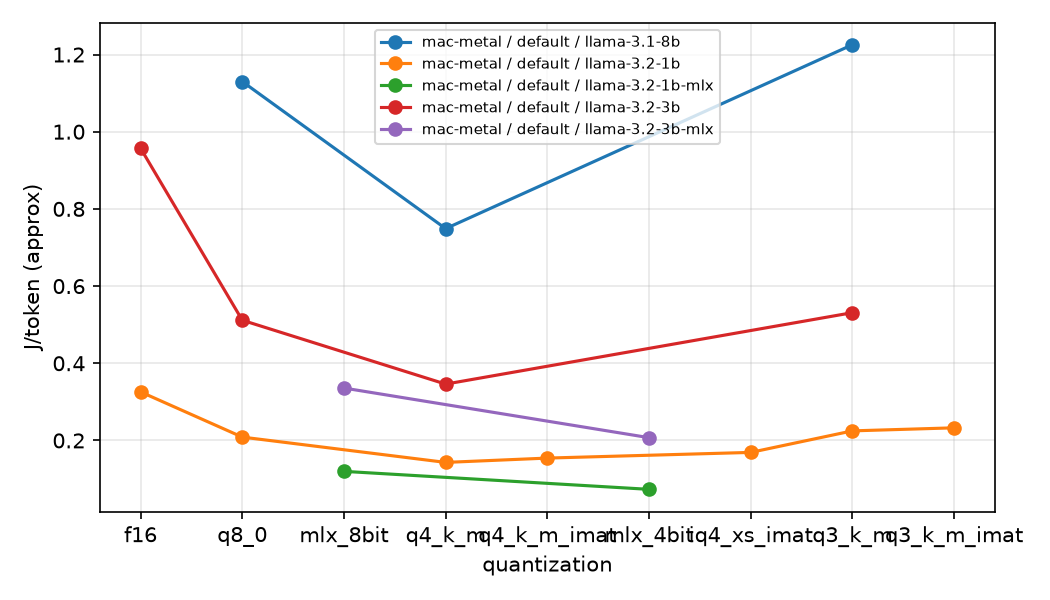 mac-metal / default / llama-3.1-8b
mac-metal / default / llama-3.2-1b
mac-metal / default / llama-3.2-1b-mlx
mac-metal / default / llama-3.2-3b
mac-metal / default / llama-3.2-3b-mlx
J/token (approx)
1.2
1.0
0.8
0.6
0.4
0.2
f16
q8_0
mlx_8bit
q4_k_m
q4_k_m_imat
mlx_4bit
iq4_xs_imat
q3_k_m
q3_k_m_imat
quantization